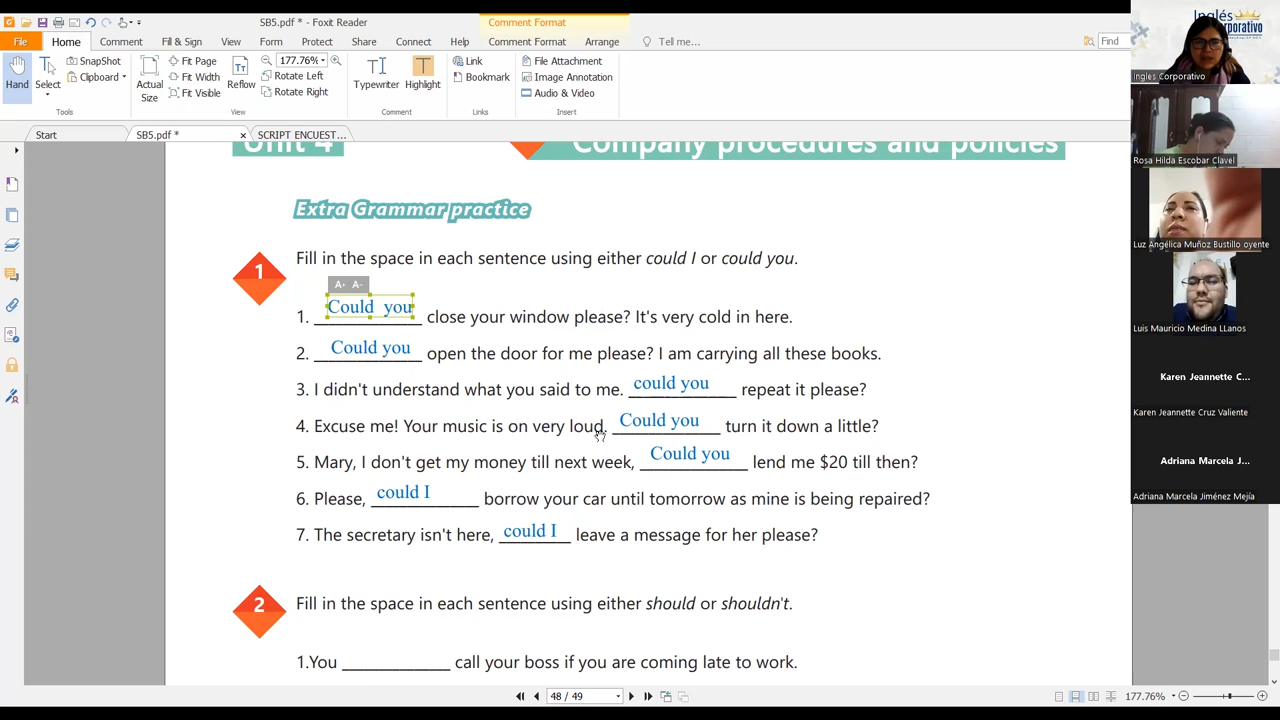 SB5.pdf * - Foxit Reader
Comment Format
File Home Comment Fill & Sign View Form Protect Share Connect Help Comment Format Arrange Tell me... Find
Hand
Select
SnapShot
Clipboard
Actual Size
Fit Page
Fit Width
Fit Visible
Reflow
177.76%
Rotate Left
Rotate Right
Typewriter
Highlight
Link
Bookmark
File Attachment
Image Annotation
Audio & Video
Tools View Comment Links Insert
Start SB5.pdf * SCRIPT ENCUEST...
Unit 4 Company procedures and policies
Extra Grammar practice
1 Fill in the space in each sentence using either could I or could you.
A+ A-
1. Could you close your window please? It's very cold in here.
2. Could you open the door for me please? I am carrying all these books.
3. I didn't understand what you said to me. could you repeat it please?
4. Excuse me! Your music is on very loud. Could you turn it down a little?
5. Mary, I don't get my money till next week, Could you lend me $20 till then?
6. Please, could I borrow your car until tomorrow as mine is being repaired?
7. The secretary isn't here, could I leave a message for her please?
2 Fill in the space in each sentence using either should or shouldn't.
1.You ____________ call your boss if you are coming late to work.
48 / 49
177.76%
Inglés
Corporativo
Ingles Corporativo
Rosa Hilda Escobar Clavel
Luz Angélica Muñoz Bustillo oyente
Luis Mauricio Medina LLanos
Karen Jeannette C...
Karen Jeannette Cruz Valiente
Adriana Marcela J...
Adriana Marcela Jiménez Mejía